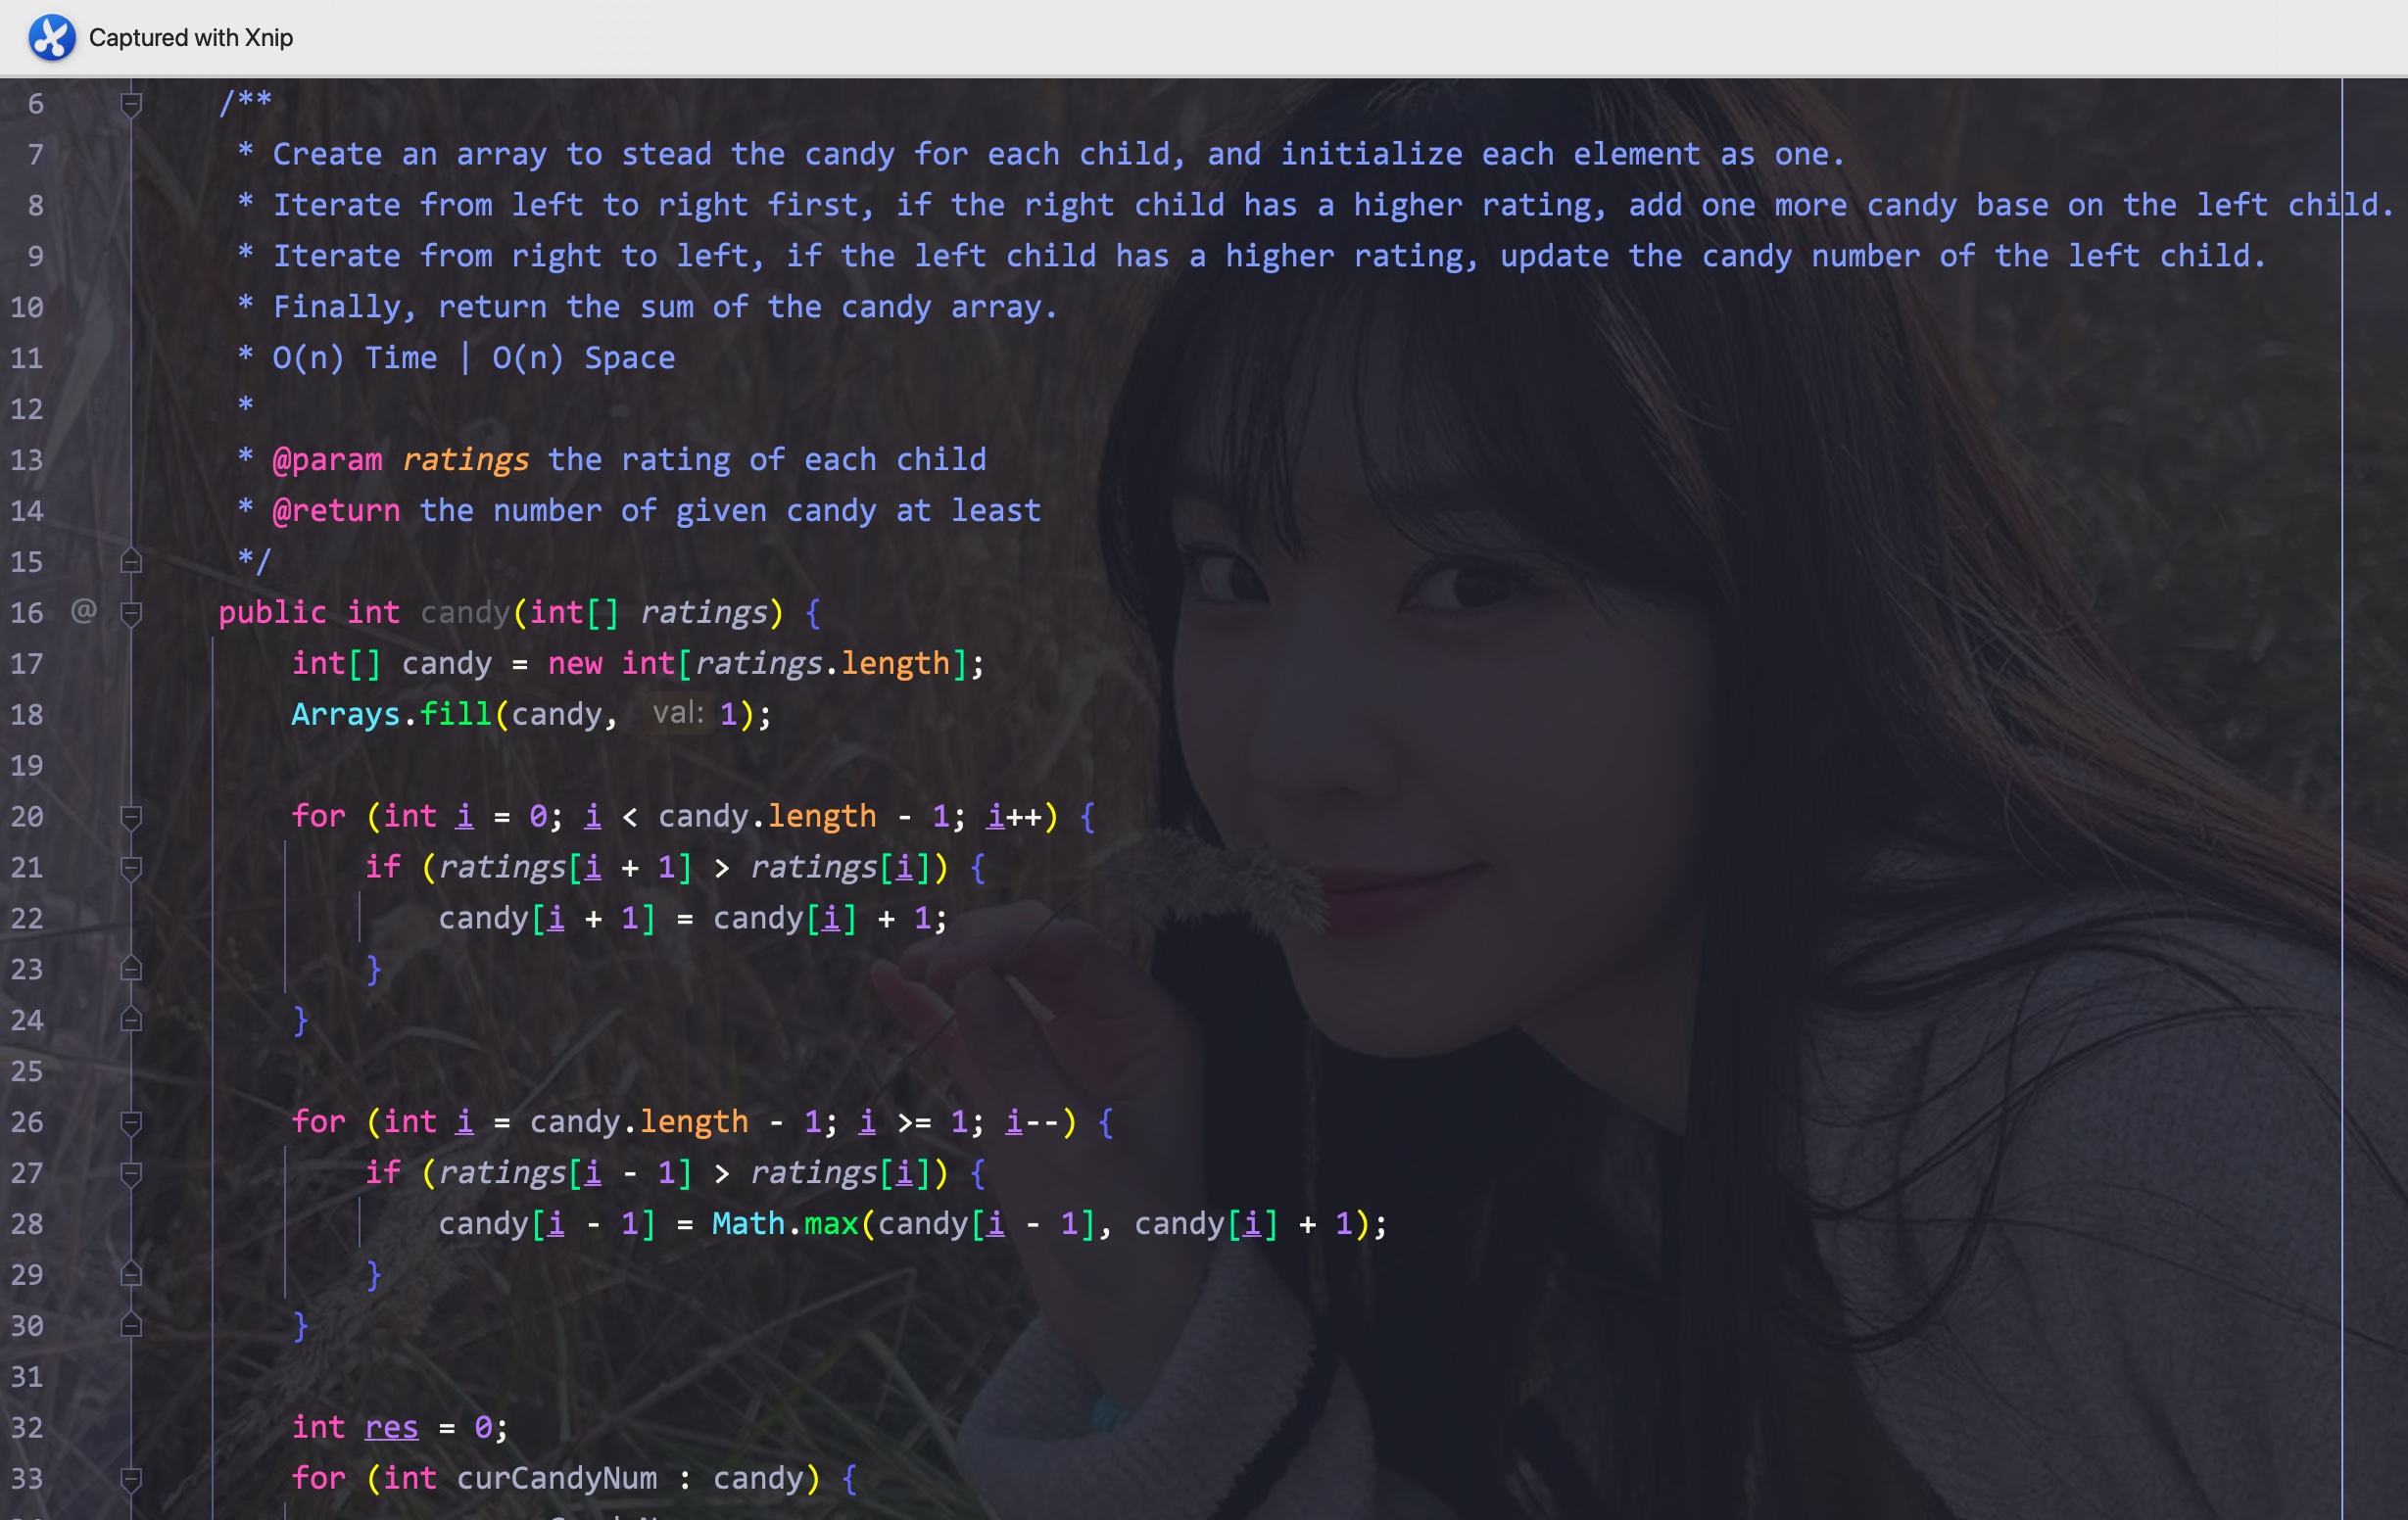 Captured with Xnip
6 /**
7 * Create an array to stead the candy for each child, and initialize each element as one.
8 * Iterate from left to right first, if the right child has a higher rating, add one more candy base on the left child.
9 * Iterate from right to left, if the left child has a higher rating, update the candy number of the left child.
10 * Finally, return the sum of the candy array.
11 * O(n) Time | O(n) Space
12 *
13 * @param ratings the rating of each child
14 * @return the number of given candy at least
15 */
16 @ public int candy(int[] ratings) {
17 int[] candy = new int[ratings.length];
18 Arrays.fill(candy, val: 1);
19
20 for (int i = 0; i < candy.length - 1; i++) {
21 if (ratings[i + 1] > ratings[i]) {
22 candy[i + 1] = candy[i] + 1;
23 }
24 }
25
26 for (int i = candy.length - 1; i >= 1; i--) {
27 if (ratings[i - 1] > ratings[i]) {
28 candy[i - 1] = Math.max(candy[i - 1], candy[i] + 1);
29 }
30 }
31
32 int res = 0;
33 for (int curCandyNum : candy) {